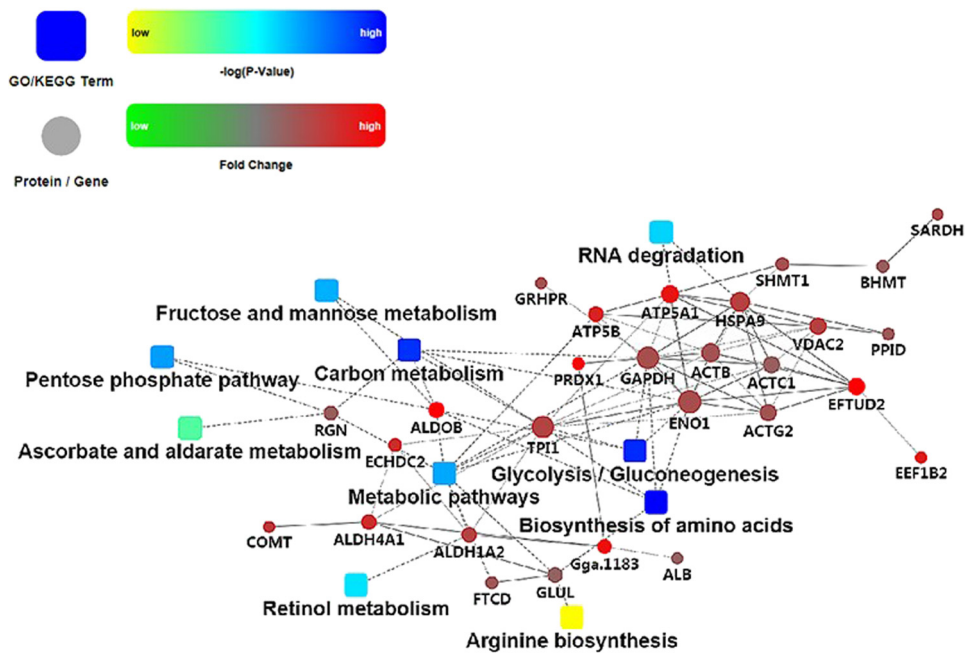 low high
GO/KEGG Term
-log(P-Value)
low high
Fold Change
Protein / Gene
SARDH
RNA degradation
SHMT1
BHMT
GRHPR
Fructose and mannose metabolism
ATP5A1
HSPA9
ATP5B
VDAC2
PPID
Carbon metabolism
Pentose phosphate pathway
PRDX1
GAPDH
ACTB
ACTC1
EFTUD2
RGN
ALDOB
ENO1
ACTG2
Ascorbate and aldarate metabolism
TPI1
ECHDC2
Glycolysis / Gluconeogenesis
EEF1B2
Metabolic pathways
Biosynthesis of amino acids
COMT
ALDH4A1
ALDH1A2
Gga.1183
ALB
Retinol metabolism
FTCD
GLUL
Arginine biosynthesis